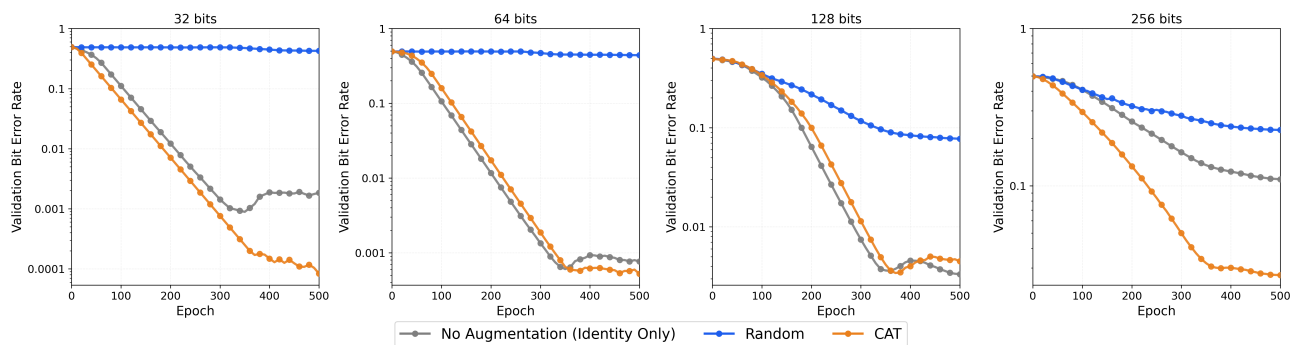 32 bits
Validation Bit Error Rate
1
0.1
0.01
0.001
0.0001
0 100 200 300 400 500
Epoch
64 bits
Validation Bit Error Rate
1
0.1
0.01
0.001
0 100 200 300 400 500
Epoch
128 bits
Validation Bit Error Rate
1
0.1
0.01
0 100 200 300 400 500
Epoch
256 bits
Validation Bit Error Rate
1
0.1
0 100 200 300 400 500
Epoch
No Augmentation (Identity Only) Random CAT